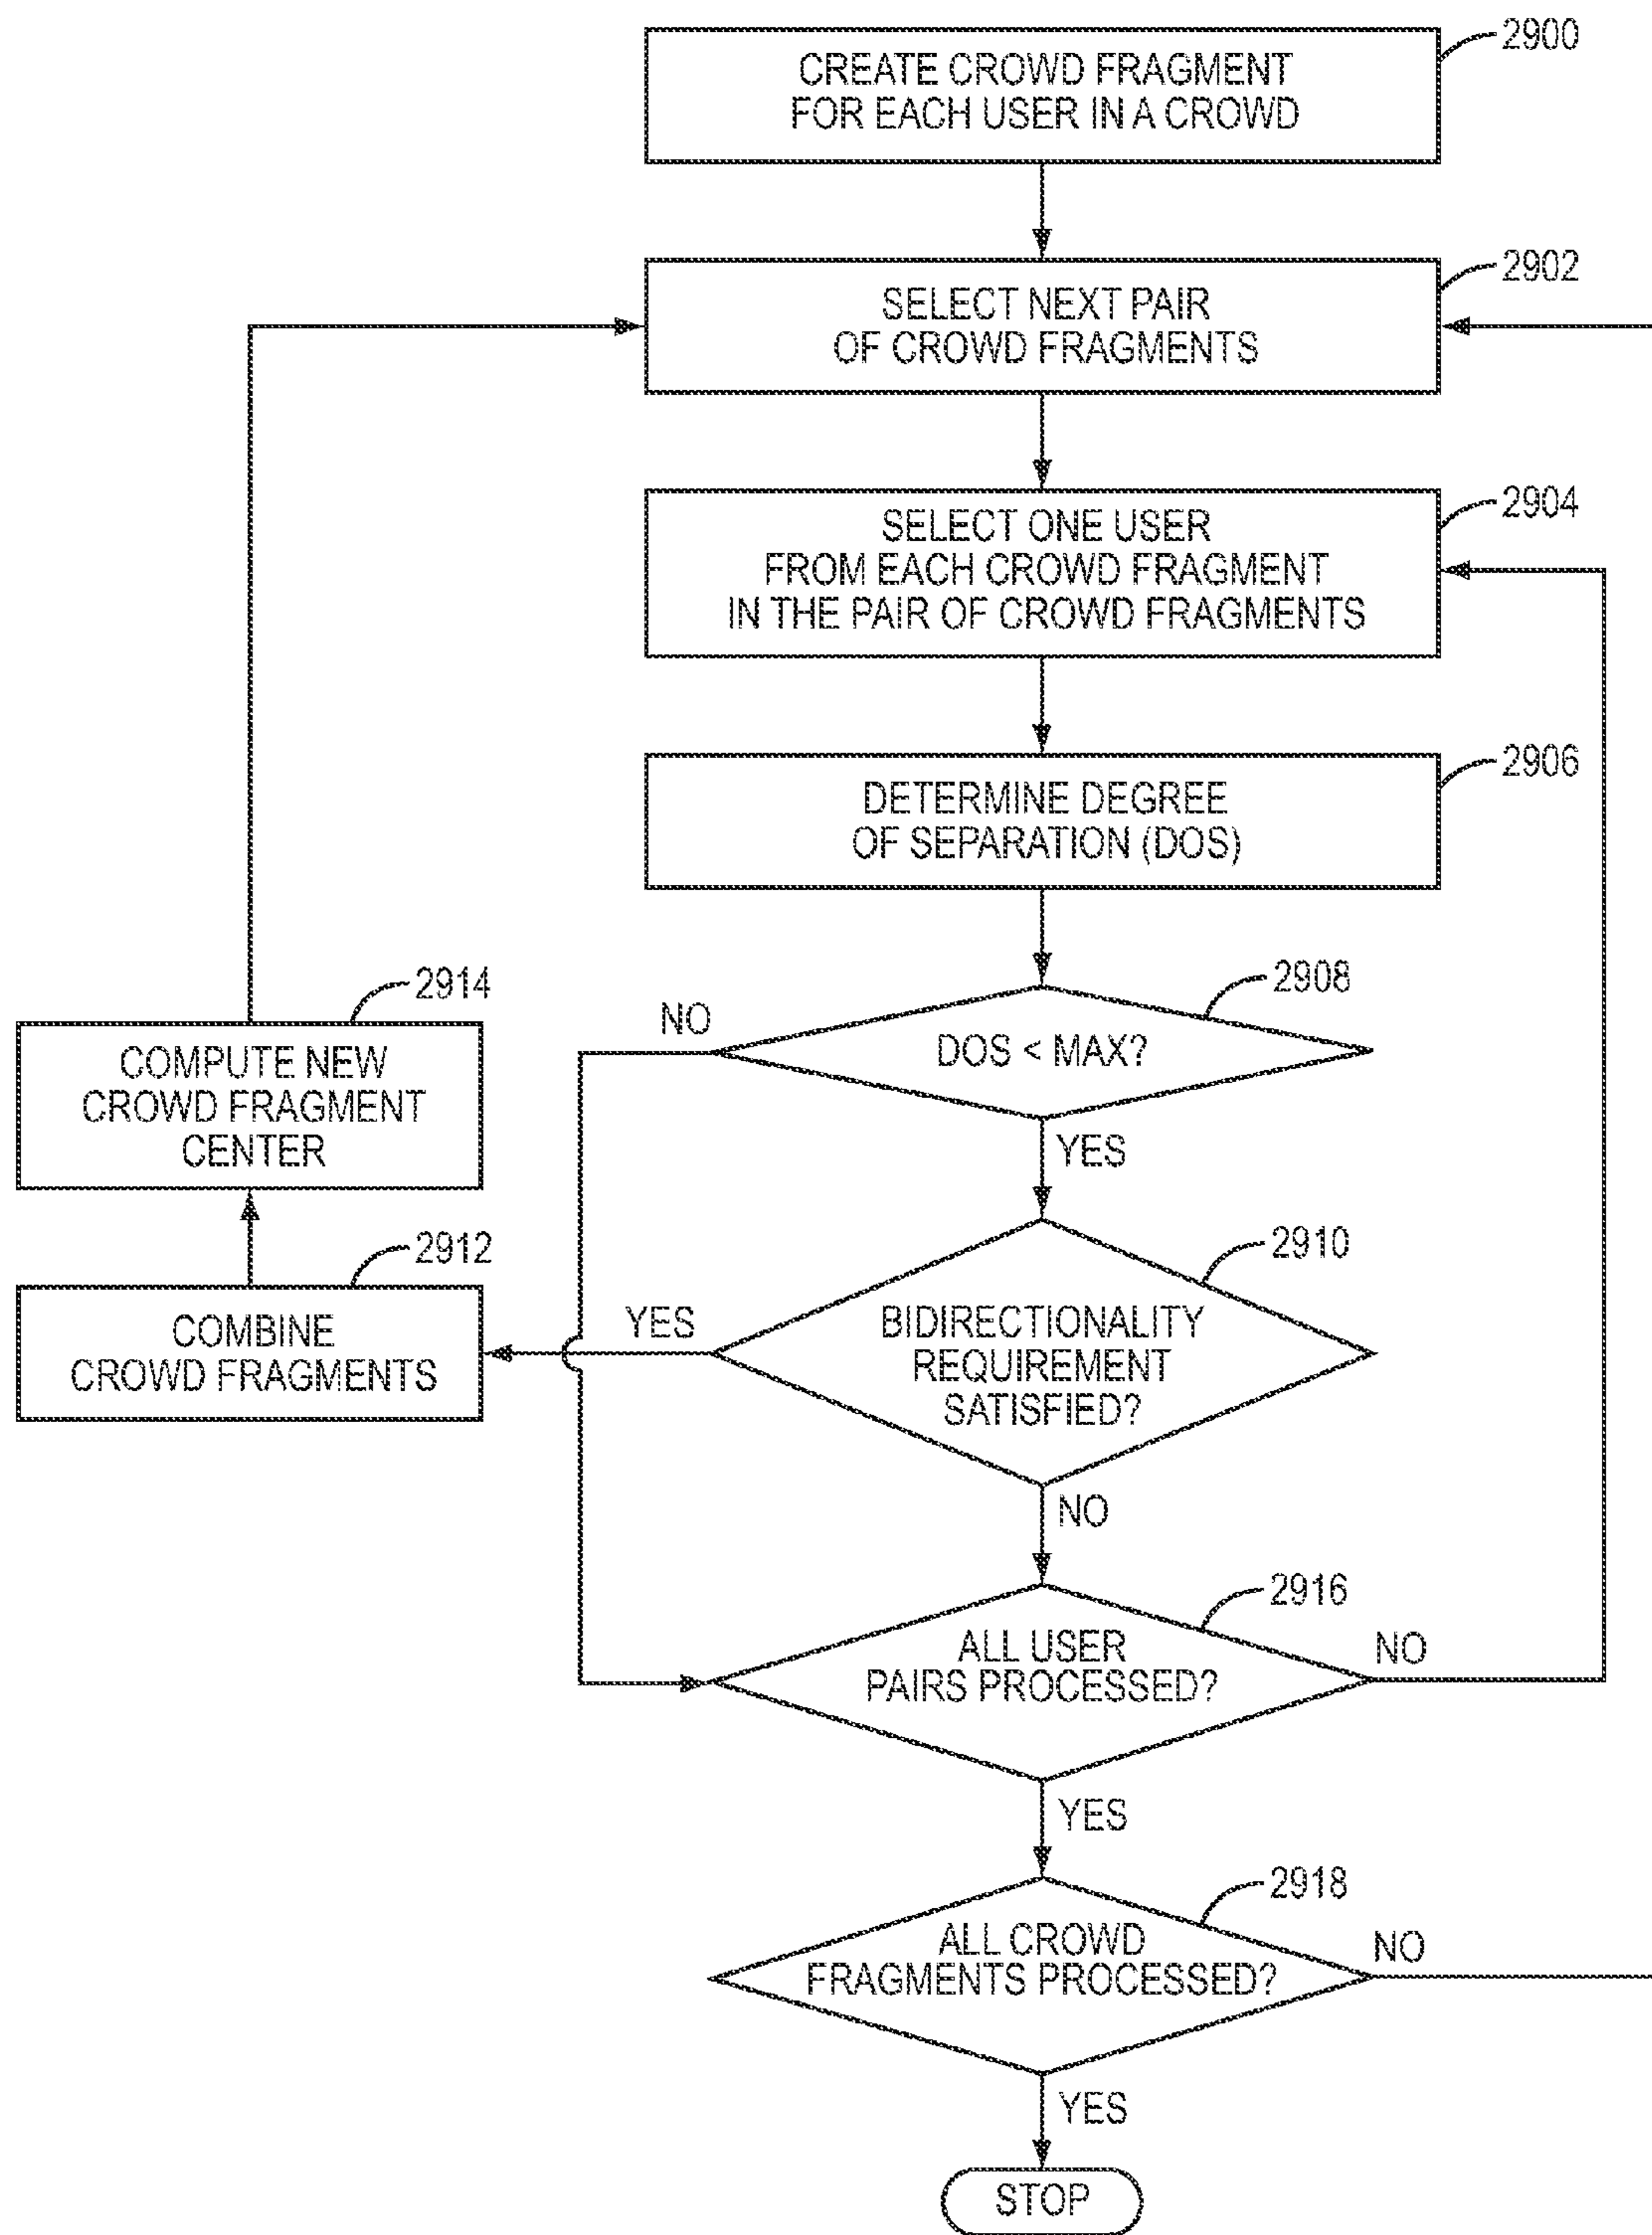 2900
CREATE CROWD FRAGMENT
FOR EACH USER IN A CROWD
2902
SELECT NEXT PAIR
OF CROWD FRAGMENTS
2904
SELECT ONE USER
FROM EACH CROWD FRAGMENT
IN THE PAIR OF CROWD FRAGMENTS
2906
DETERMINE DEGREE
OF SEPARATION (DOS)
2908
NO
DOS < MAX?
YES
2914
COMPUTE NEW
CROWD FRAGMENT
CENTER
2910
BIDIRECTIONALITY
REQUIREMENT
SATISFIED?
YES
2912
COMBINE
CROWD FRAGMENTS
NO
2916
ALL USER
PAIRS PROCESSED?
NO
YES
2918
ALL CROWD
FRAGMENTS PROCESSED?
NO
YES
STOP